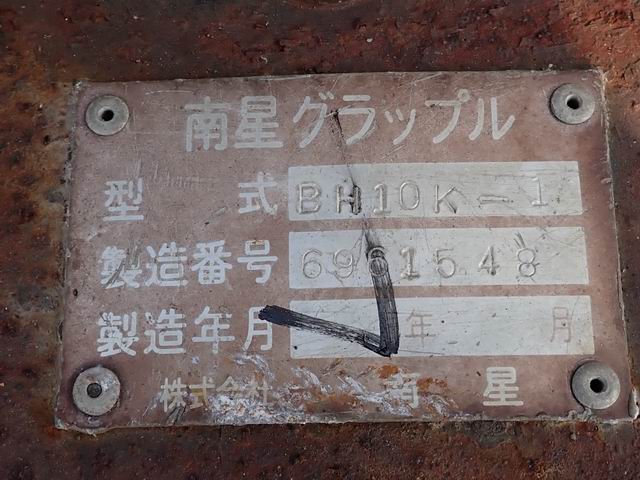 南星グラップル
型式 BH10K-1
製造番号 6961548
製造年月 年 月
株式会社 南星